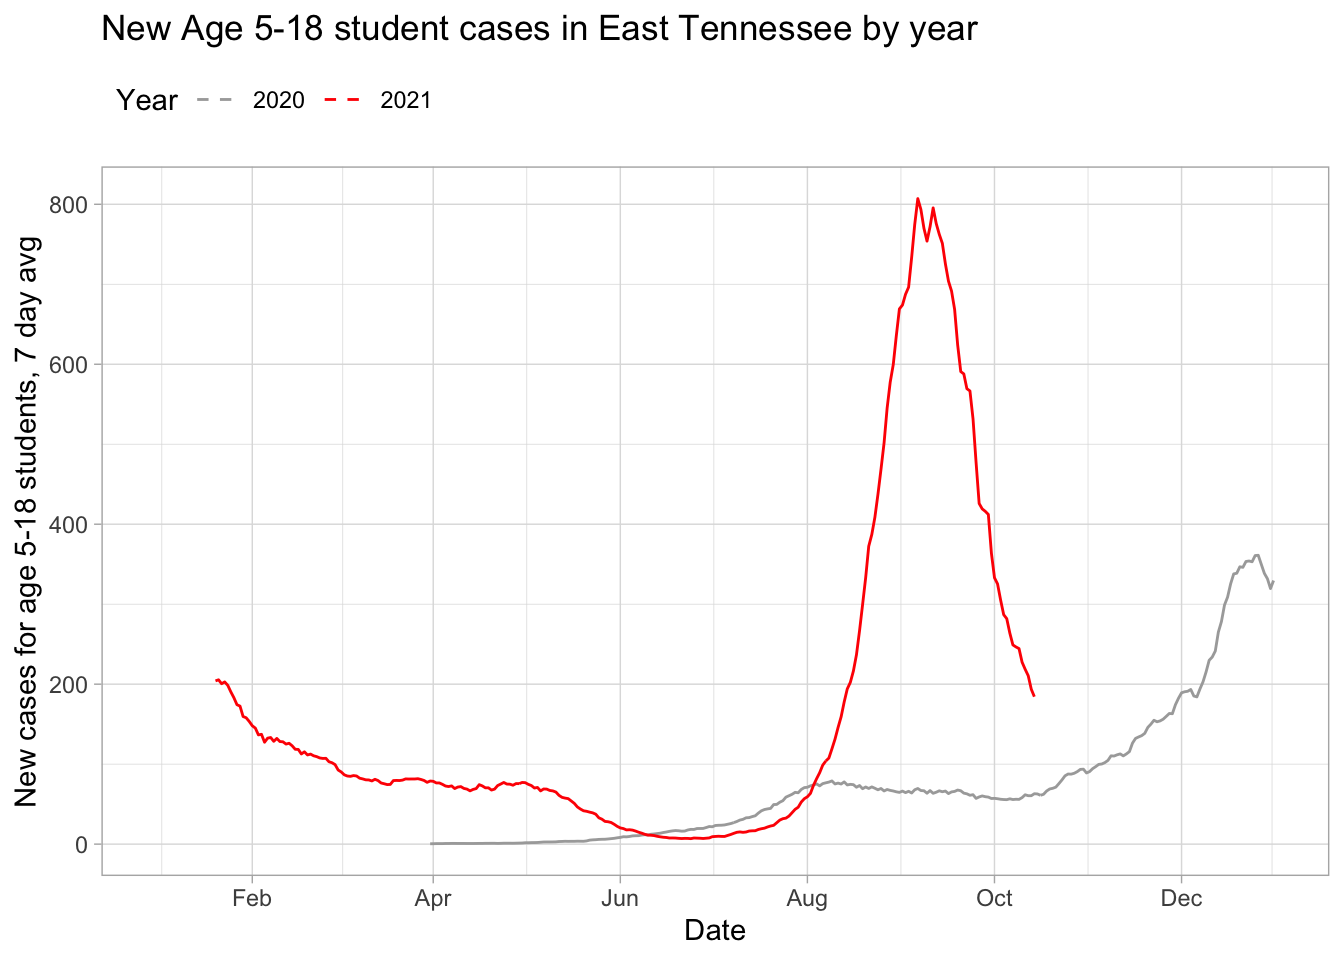 New Age 5-18 student cases in East Tennessee by year
Year 2020 2021
New cases for age 5-18 students, 7 day avg
800
600
400
200
0
Feb Apr Jun Aug Oct Dec
Date